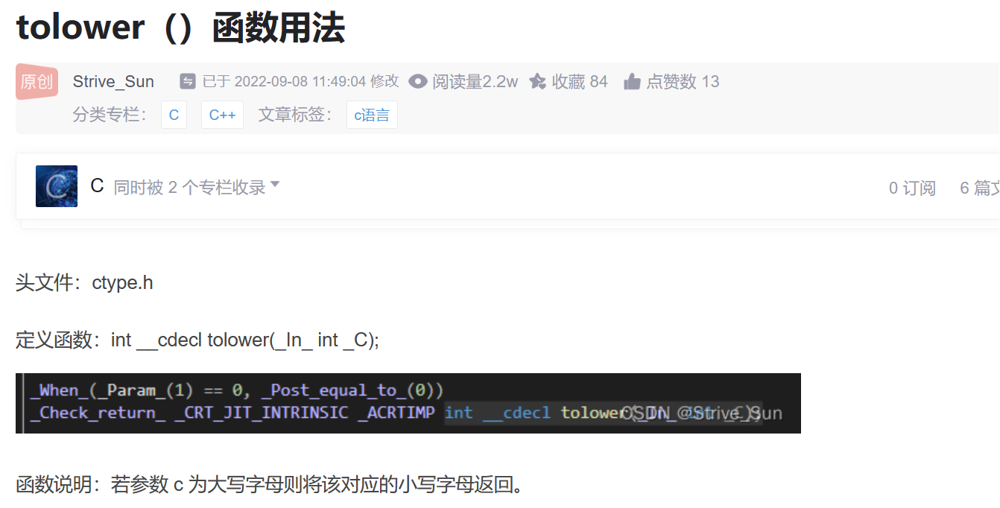 tolower（）函数用法
原创 Strive_Sun 已于 2022-09-08 11:49:04 修改 阅读量2.2w 收藏 84 点赞数 13
分类专栏： C C++ 文章标签： c语言
C C 同时被 2 个专栏收录 0 订阅 6 篇
头文件：ctype.h
定义函数：int __cdecl tolower(_In_ int _C);
_When_(_Param_(1) == 0, _Post_equal_to_(0))
_Check_return_ _CRT_JIT_INTRINSIC _ACRTIMP int __cdecl tolower(_In_ int _C);
CSDN @Strive_Sun
函数说明：若参数 c 为大写字母则将该对应的小写字母返回。